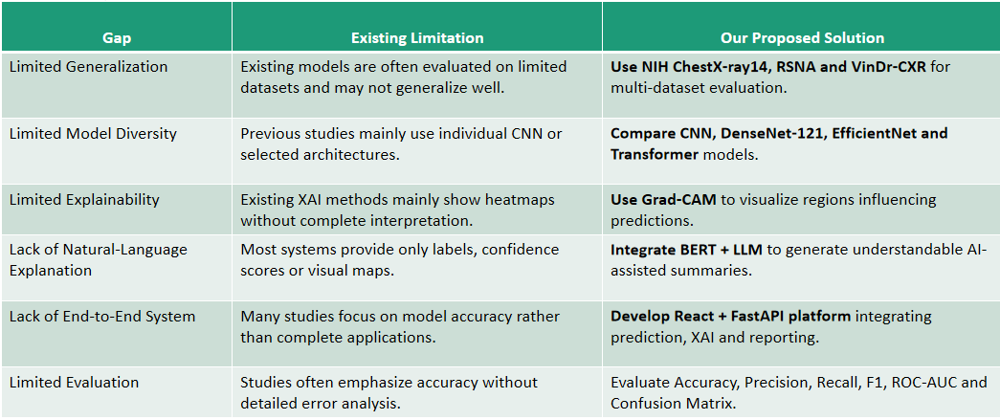 Gap
Existing Limitation
Our Proposed Solution
Limited Generalization
Existing models are often evaluated on limited
datasets and may not generalize well.
Use NIH ChestX-ray14, RSNA and VinDr-CXR for
multi-dataset evaluation.
Limited Model Diversity
Previous studies mainly use individual CNN or
selected architectures.
Compare CNN, DenseNet-121, EfficientNet and
Transformer models.
Limited Explainability
Existing XAI methods mainly show heatmaps
without complete interpretation.
Use Grad-CAM to visualize regions influencing
predictions.
Lack of Natural-Language
Explanation
Most systems provide only labels, confidence
scores or visual maps.
Integrate BERT + LLM to generate understandable AI-
assisted summaries.
Lack of End-to-End System
Many studies focus on model accuracy rather
than complete applications.
Develop React + FastAPI platform integrating
prediction, XAI and reporting.
Limited Evaluation
Studies often emphasize accuracy without
detailed error analysis.
Evaluate Accuracy, Precision, Recall, F1, ROC-AUC and
Confusion Matrix.